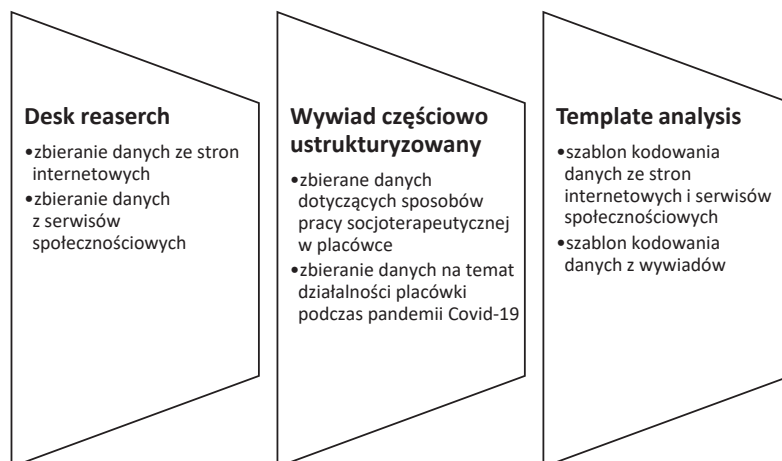 Desk reaserch
•zbieranie danych ze stron
internetowych
•zbieranie danych
z serwisów
społecznościowych
Wywiad częściowo
ustrukturyzowany
•zbierane danych
dotyczących sposobów
pracy socjoterapeutycznej
w placówce
•zbieranie danych na temat
działalności placówki
podczas pandemii Covid-19
Template analysis
•szablon kodowania
danych ze stron
internetowych i serwisów
społecznościowych
•szablon kodowania
danych z wywiadów